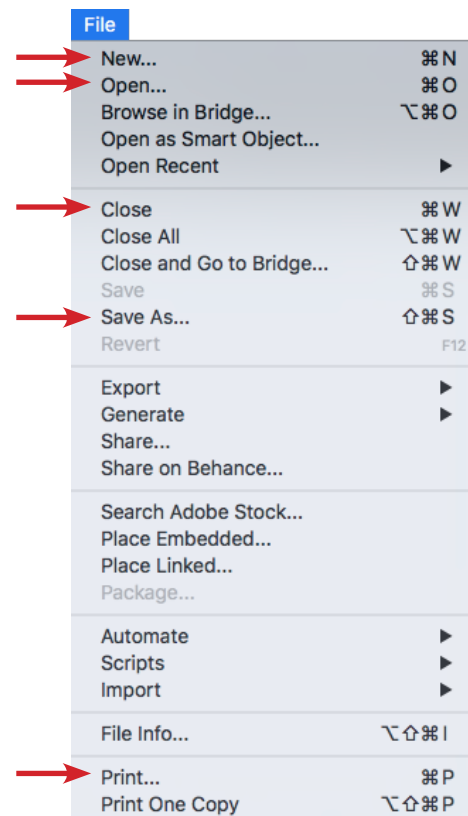 File
New... ⌘N
Open... ⌘O
Browse in Bridge... ⌥⌘O
Open as Smart Object...
Open Recent ▶
Close ⌘W
Close All ⌥⌘W
Close and Go to Bridge... ⇧⌘W
Save ⌘S
Save As... ⇧⌘S
Revert F12
Export ▶
Generate ▶
Share...
Share on Behance...
Search Adobe Stock...
Place Embedded...
Place Linked...
Package...
Automate ▶
Scripts ▶
Import ▶
File Info... ⌥⇧⌘I
Print... ⌘P
Print One Copy ⌥⇧⌘P